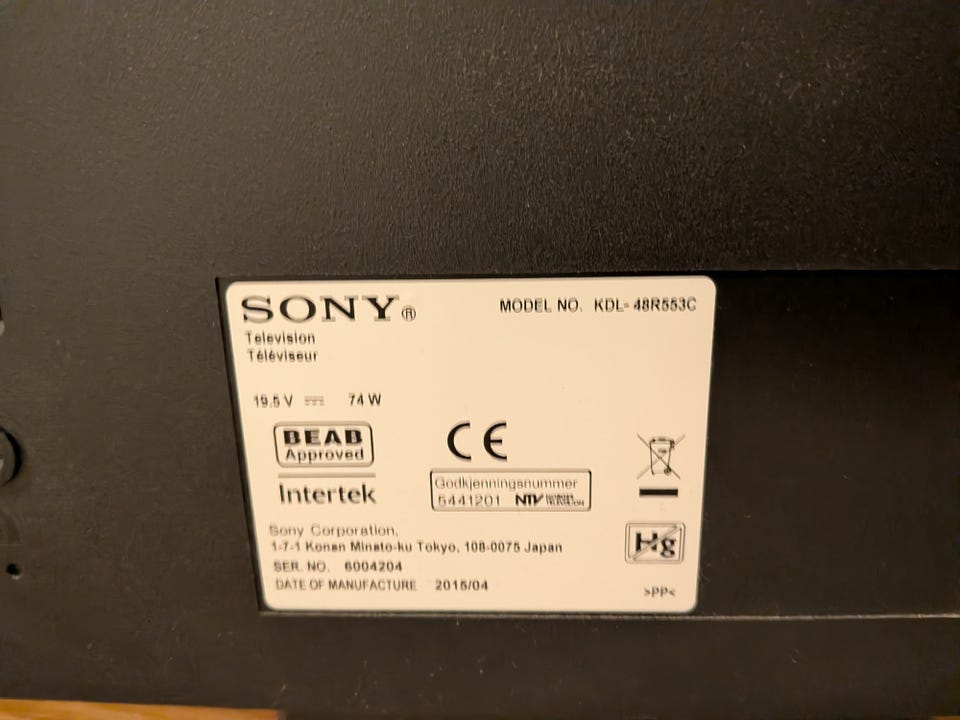 SONY®
MODEL NO. KDL-48R553C
Television
Téléviseur
19.5 V 74 W
BEAB
Approved
Intertek
CE
Godkjenningsnummer
5441201 NTV
Hg
Sony Corporation,
1-7-1 Konan Minato-ku Tokyo, 108-0075 Japan
SER. NO. 6004204
DATE OF MANUFACTURE 2015/04
>PP<